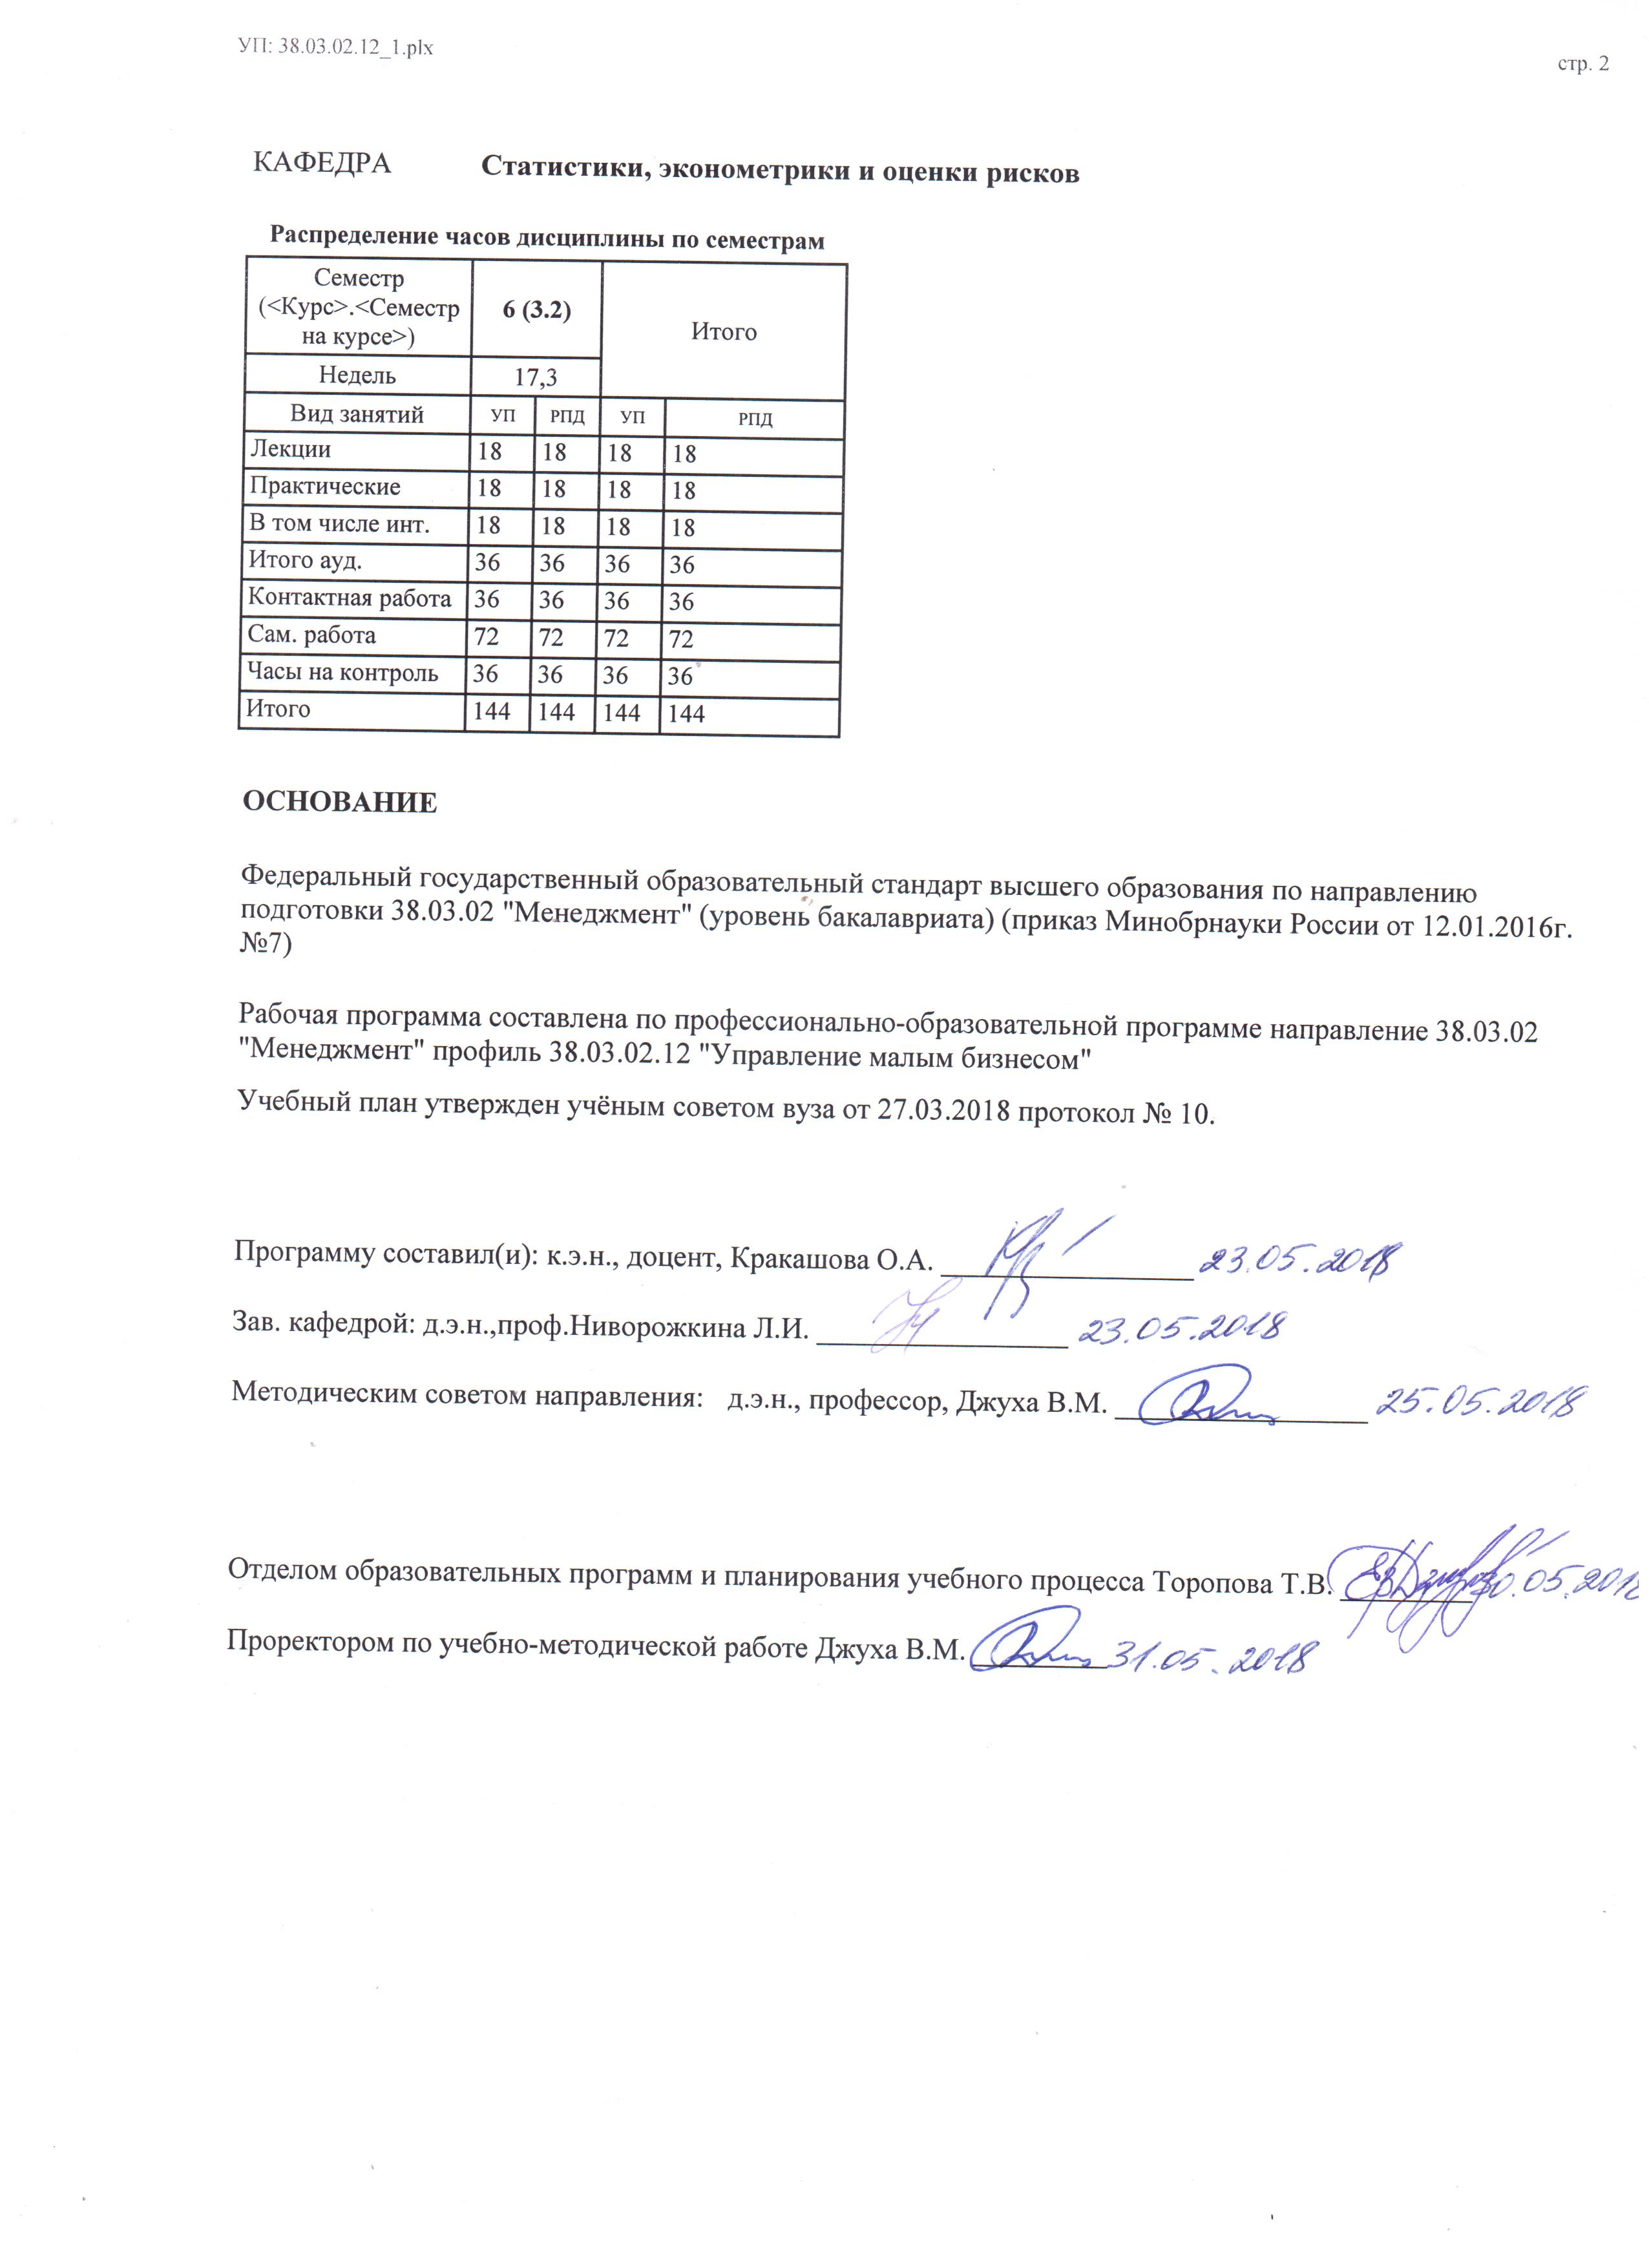 УП: 38.03.02.12_1.plx
стр. 2
КАФЕДРА Статистики, эконометрики и оценки рисков
Распределение часов дисциплины по семестрам
Семестр
(<Курс>.<Семестр
на курсе>)
6 (3.2)
Итого
Недель 17,3
Вид занятий УП РПД УП РПД
Лекции 18 18 18 18
Практические 18 18 18 18
В том числе инт. 18 18 18 18
Итого ауд. 36 36 36 36
Контактная работа 36 36 36 36
Сам. работа 72 72 72 72
Часы на контроль 36 36 36 36
Итого 144 144 144 144
ОСНОВАНИЕ
Федеральный государственный образовательный стандарт высшего образования по направлению
подготовки 38.03.02 "Менеджмент" (уровень бакалавриата) (приказ Минобрнауки России от 12.01.2016г.
№7)
Рабочая программа составлена по профессионально-образовательной программе направление 38.03.02
"Менеджмент" профиль 38.03.02.12 "Управление малым бизнесом"
Учебный план утвержден учёным советом вуза от 27.03.2018 протокол № 10.
Программу составил(и): к.э.н., доцент, Кракашова О.А. 23.05.2018
Зав. кафедрой: д.э.н.,проф.Ниворожкина Л.И. 23.05.2018
Методическим советом направления: д.э.н., профессор, Джуха В.М. 25.05.2018
Отделом образовательных программ и планирования учебного процесса Торопова Т.В. 30.05.2018
Проректором по учебно-методической работе Джуха В.М. 31.05.2018